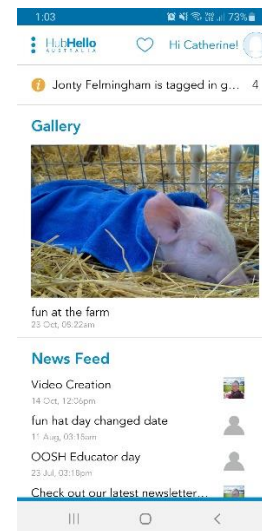 1:03 73%
HubHello
AUSTRALIA
Hi Catherine!
Jonty Felmingham is tagged in g... 4
Gallery
fun at the farm
23 Oct, 09:22am
News Feed
Video Creation
14 Oct, 12:06pm
fun hat day changed date
11 Aug, 03:15am
OOSH Educator day
23 Jul, 03:18pm
Check out our latest newsletter...